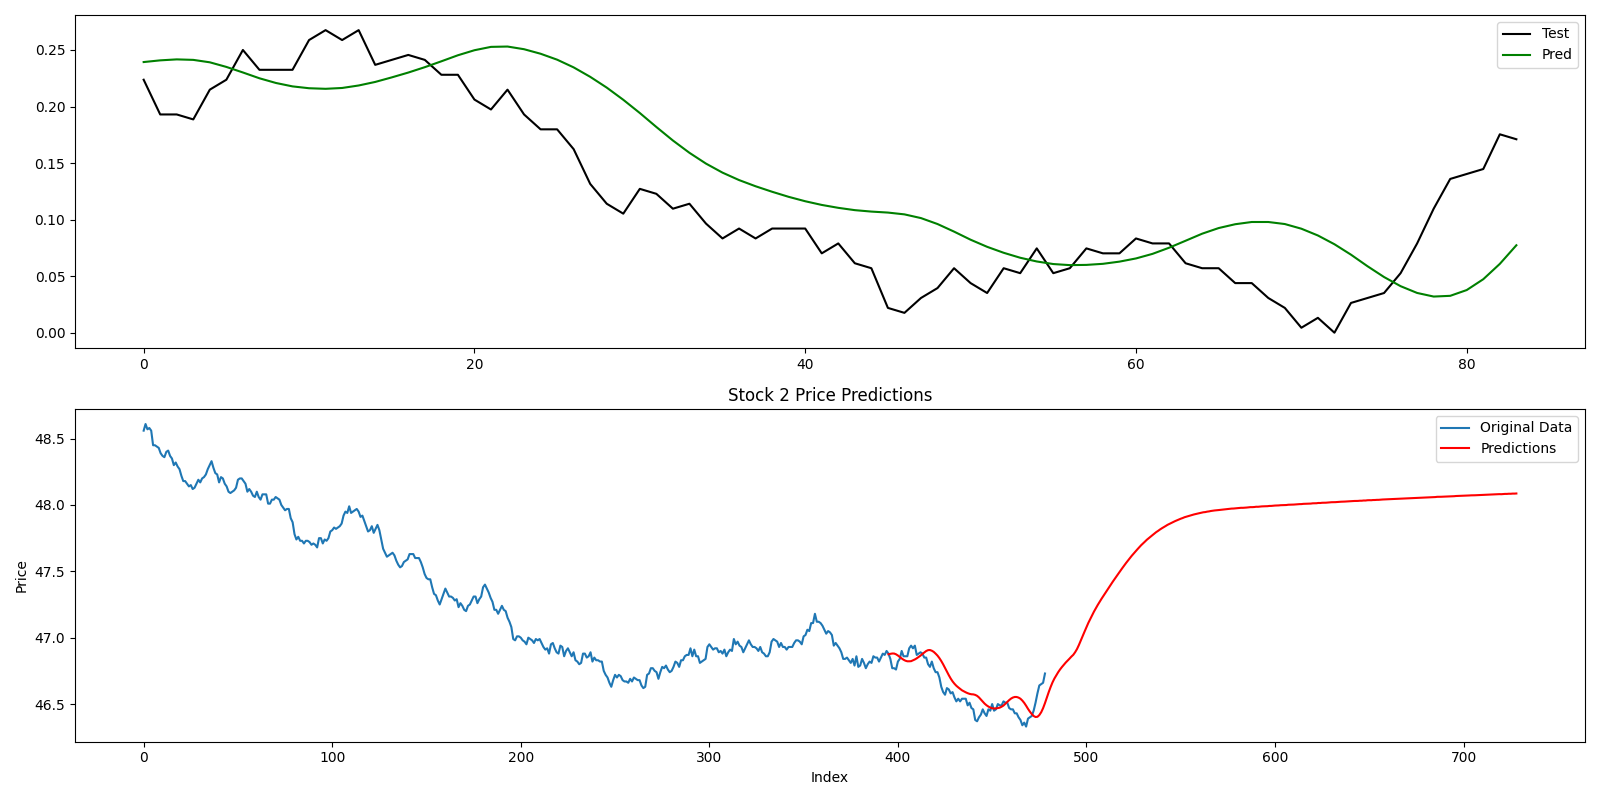 0.25
0.20
0.15
0.10
0.05
0.00
Test
Pred
0 20 40 60 80
Stock 2 Price Predictions
48.5
48.0
47.5
47.0
46.5
Price
Original Data
Predictions
0 100 200 300 400 500 600 700
Index